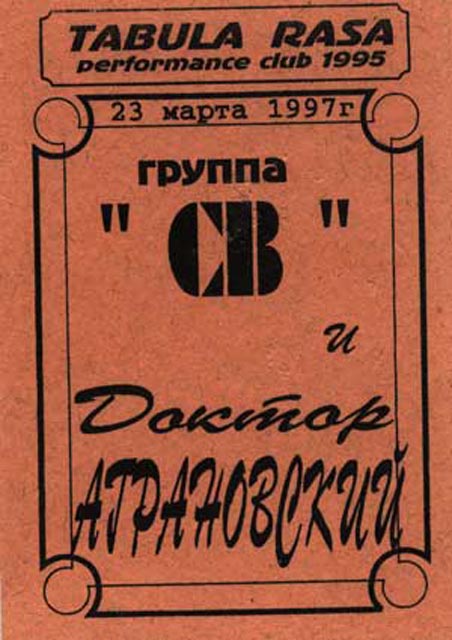 TABULA RASA
performance club 1995
23 марта 1997г
группа
"СВ"
и
Доктор
АГРАНОВСКИЙ